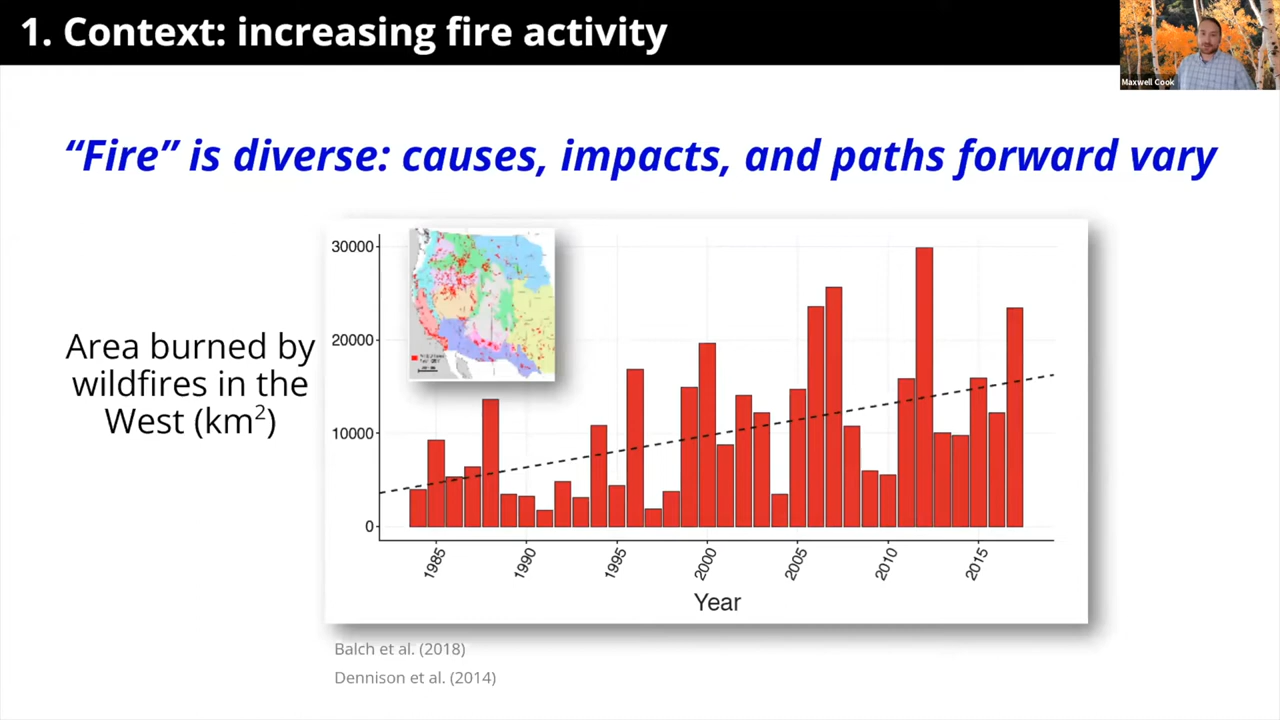 1. Context: increasing fire activity
Maxwell Cook
“Fire” is diverse: causes, impacts, and paths forward vary
Area burned by
wildfires in the
West (km²)
30000
20000
10000
0
1985
1990
1995
2000
2005
2010
2015
Year
Balch et al. (2018)
Dennison et al. (2014)